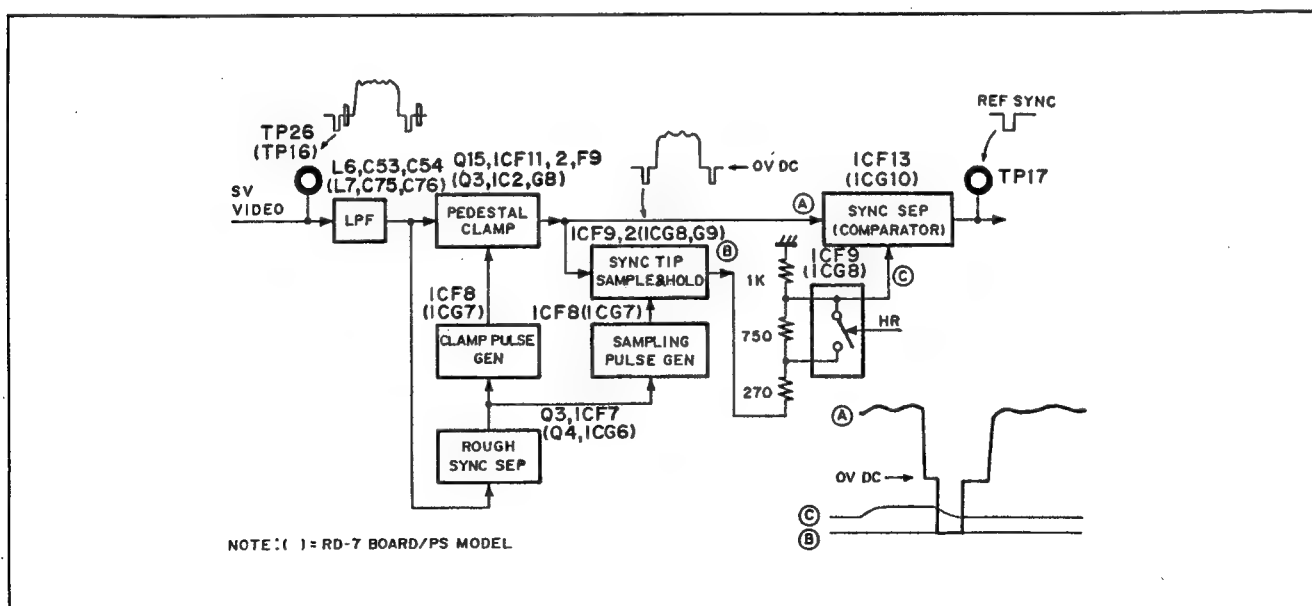 REF SYNC
TP26
(TP16)
L6,C53,C54
(L7,C75,C76)
Q15,ICF11,2,F9
(Q3,IC2,G8)
0V DC
ICF13
(ICG10)
TP17
SV
VIDEO
LPF
PEDESTAL
CLAMP
A
SYNC SEP
(COMPARATOR)
ICF9,2(ICG8,G9)
B
SYNC TIP
SAMPLE&HOLD
ICF9
(ICG8)
C
1K
ICF8
(ICG7)
ICF8(ICG7)
HR
CLAMP PULSE
GEN
SAMPLING
PULSE GEN
750
270
Q3,ICF7
(Q4,ICG6)
ROUGH
SYNC SEP
A
0V DC
C
B
NOTE:( )=RD-7 BOARD/PS MODEL